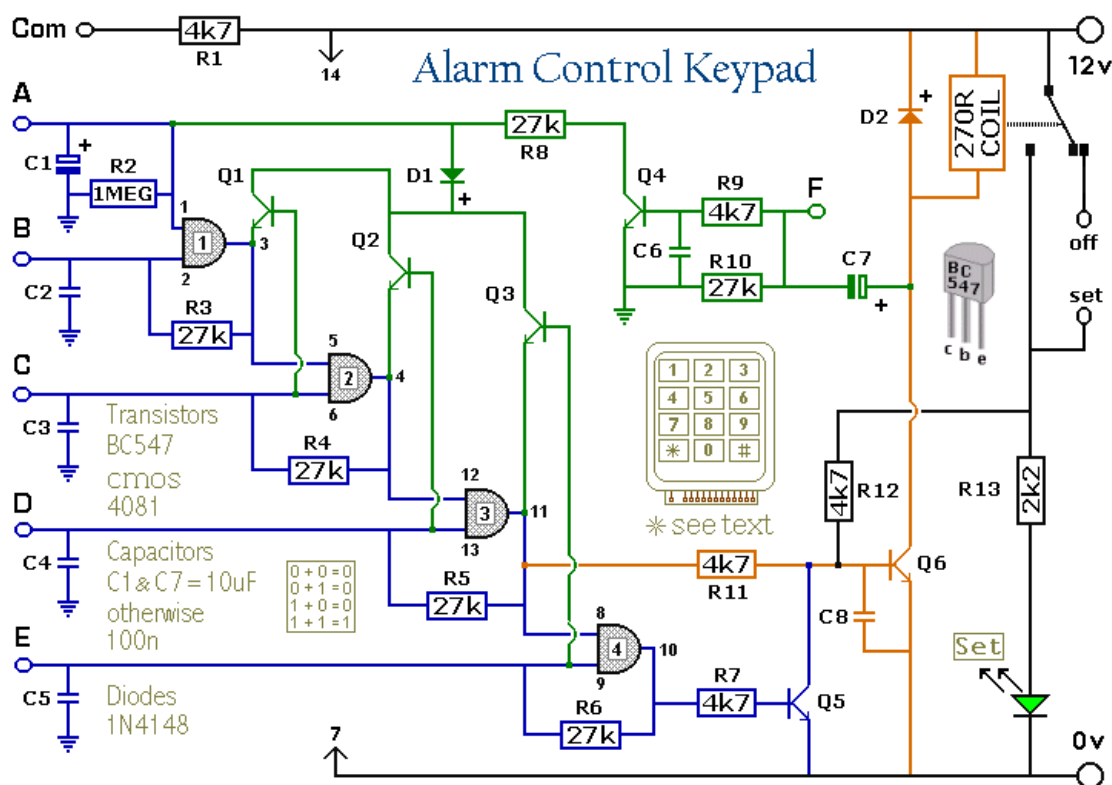 Com
4k7
R1
14
Alarm Control Keypad
12v
A
+
C1
R2
1MEG
Q1
D1
+
27k
R8
Q4
R9
4k7
F
D2
+
270R
COIL
1
1
3
2
B
C2
R3
27k
Q2
Q3
C6
R10
27k
C7
+
BC
547
c b e
off
set
C
C3
5
2
4
6
R4
27k
Transistors
BC547
cmos
4081
1 2 3
4 5 6
7 8 9
* 0 #
* see text
4k7
R12
R13
2k2
D
C4
12
3
11
13
R5
27k
Capacitors
C1 & C7 = 10uF
otherwise
100n
0 + 0 = 0
0 + 1 = 0
1 + 0 = 0
1 + 1 = 1
4k7
R11
Q6
C8
E
C5
8
4
10
9
R6
27k
R7
4k7
Q5
Set
Diodes
1N4148
7
0v